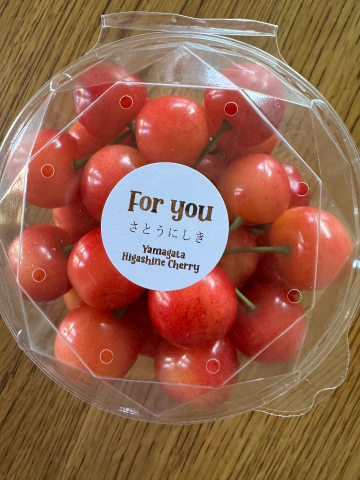 For you
さとうにしき
Yamagata
Higashine Cherry